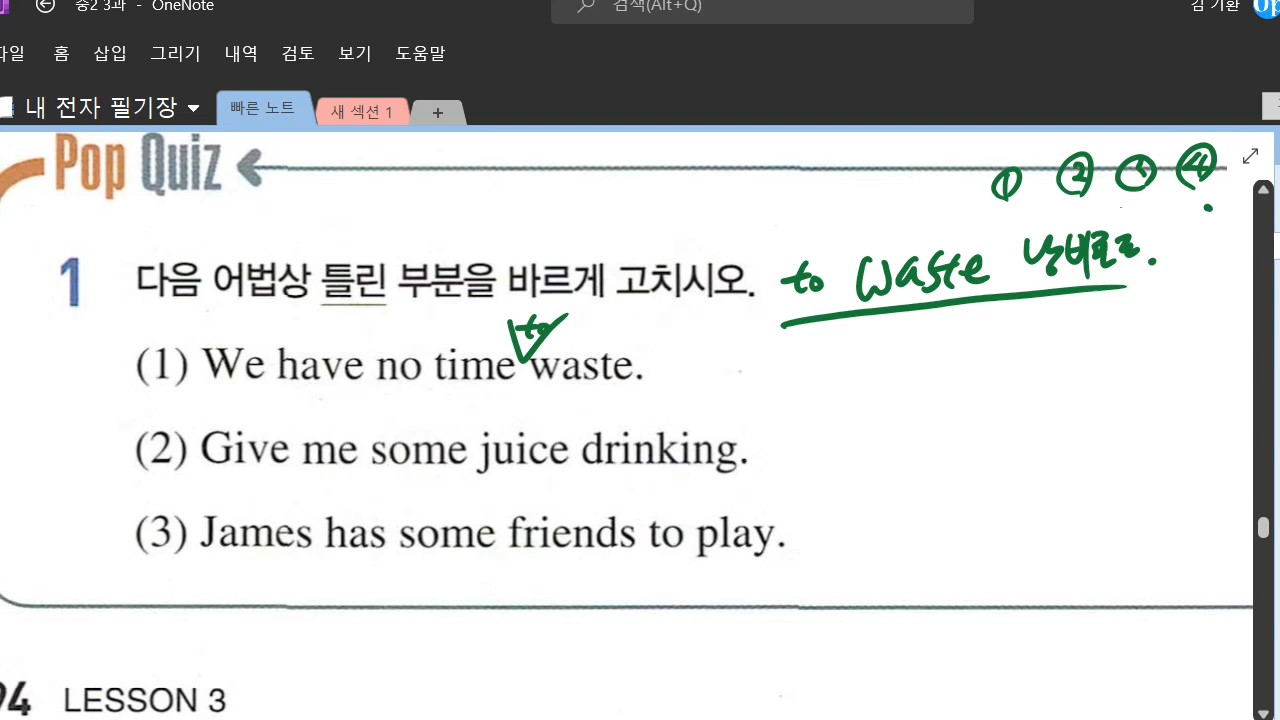 중2 3과 - OneNote
검색(Alt+Q)
김 기환
파일 홈 삽입 그리기 내역 검토 보기 도움말
내 전자 필기장
빠른 노트
새 섹션 1
+
Pop Quiz
① ② ③ ④
1 다음 어법상 틀린 부분을 바르게 고치시오.
to waste
to
(1) We have no time waste.
(2) Give me some juice drinking.
(3) James has some friends to play.
94 LESSON 3